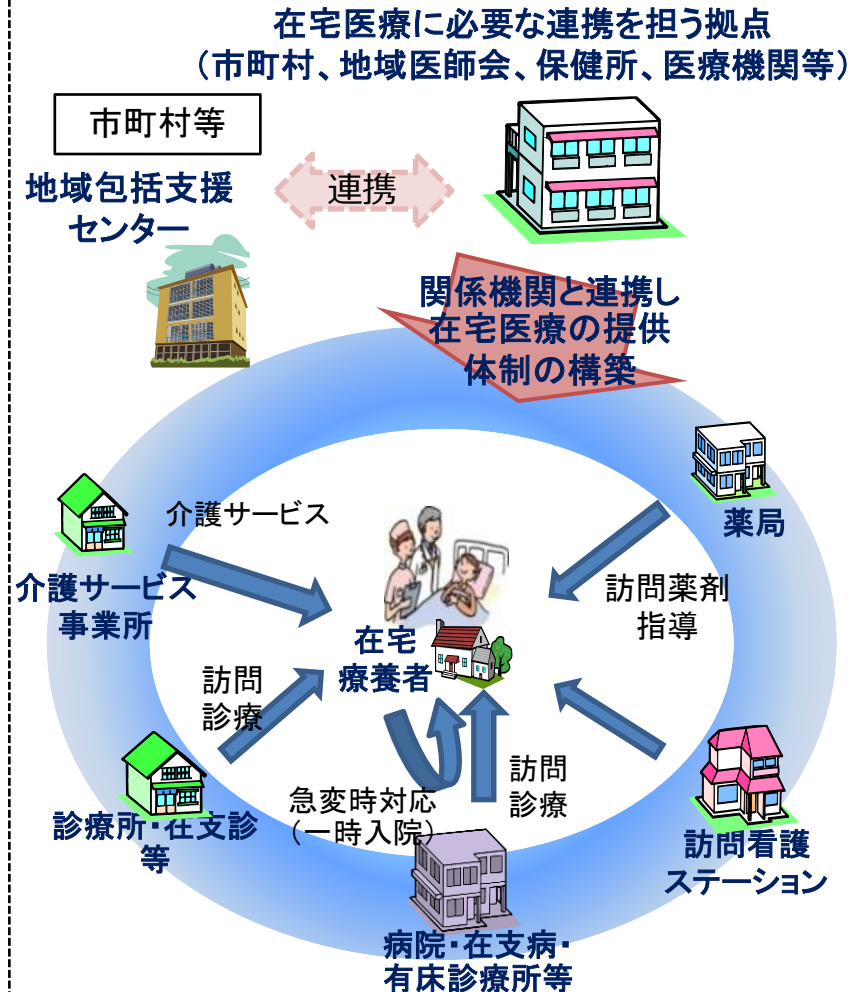 在宅医療に必要な連携を担う拠点
（市町村、地域医師会、保健所、医療機関等）
市町村等
地域包括支援
センター
連携
関係機関と連携し
在宅医療の提供
体制の構築
介護サービス
介護サービス
事業所
薬局
訪問薬剤
指導
在宅
療養者
訪問
診療
診療所・在支診
等
急変時対応
（一時入院）
訪問
診療
訪問看護
ステーション
病院・在支病・
有床診療所等